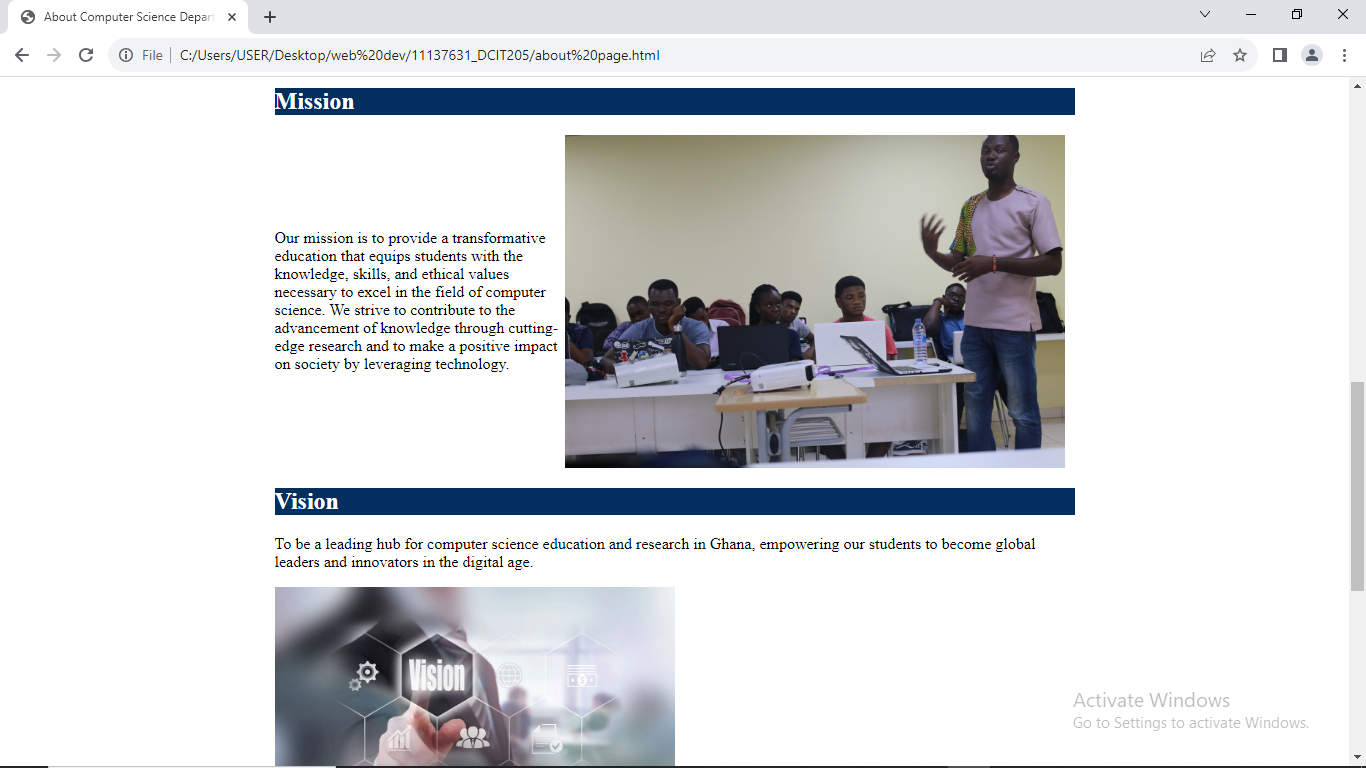 About Computer Science Depar
File
C:/Users/USER/Desktop/web%20dev/11137631_DCIT205/about%20page.html
Mission
Our mission is to provide a transformative
education that equips students with the
knowledge, skills, and ethical values
necessary to excel in the field of computer
science. We strive to contribute to the
advancement of knowledge through cutting-
edge research and to make a positive impact
on society by leveraging technology.
Vision
To be a leading hub for computer science education and research in Ghana, empowering our students to become global
leaders and innovators in the digital age.
Vision
Activate Windows
Go to Settings to activate Windows.